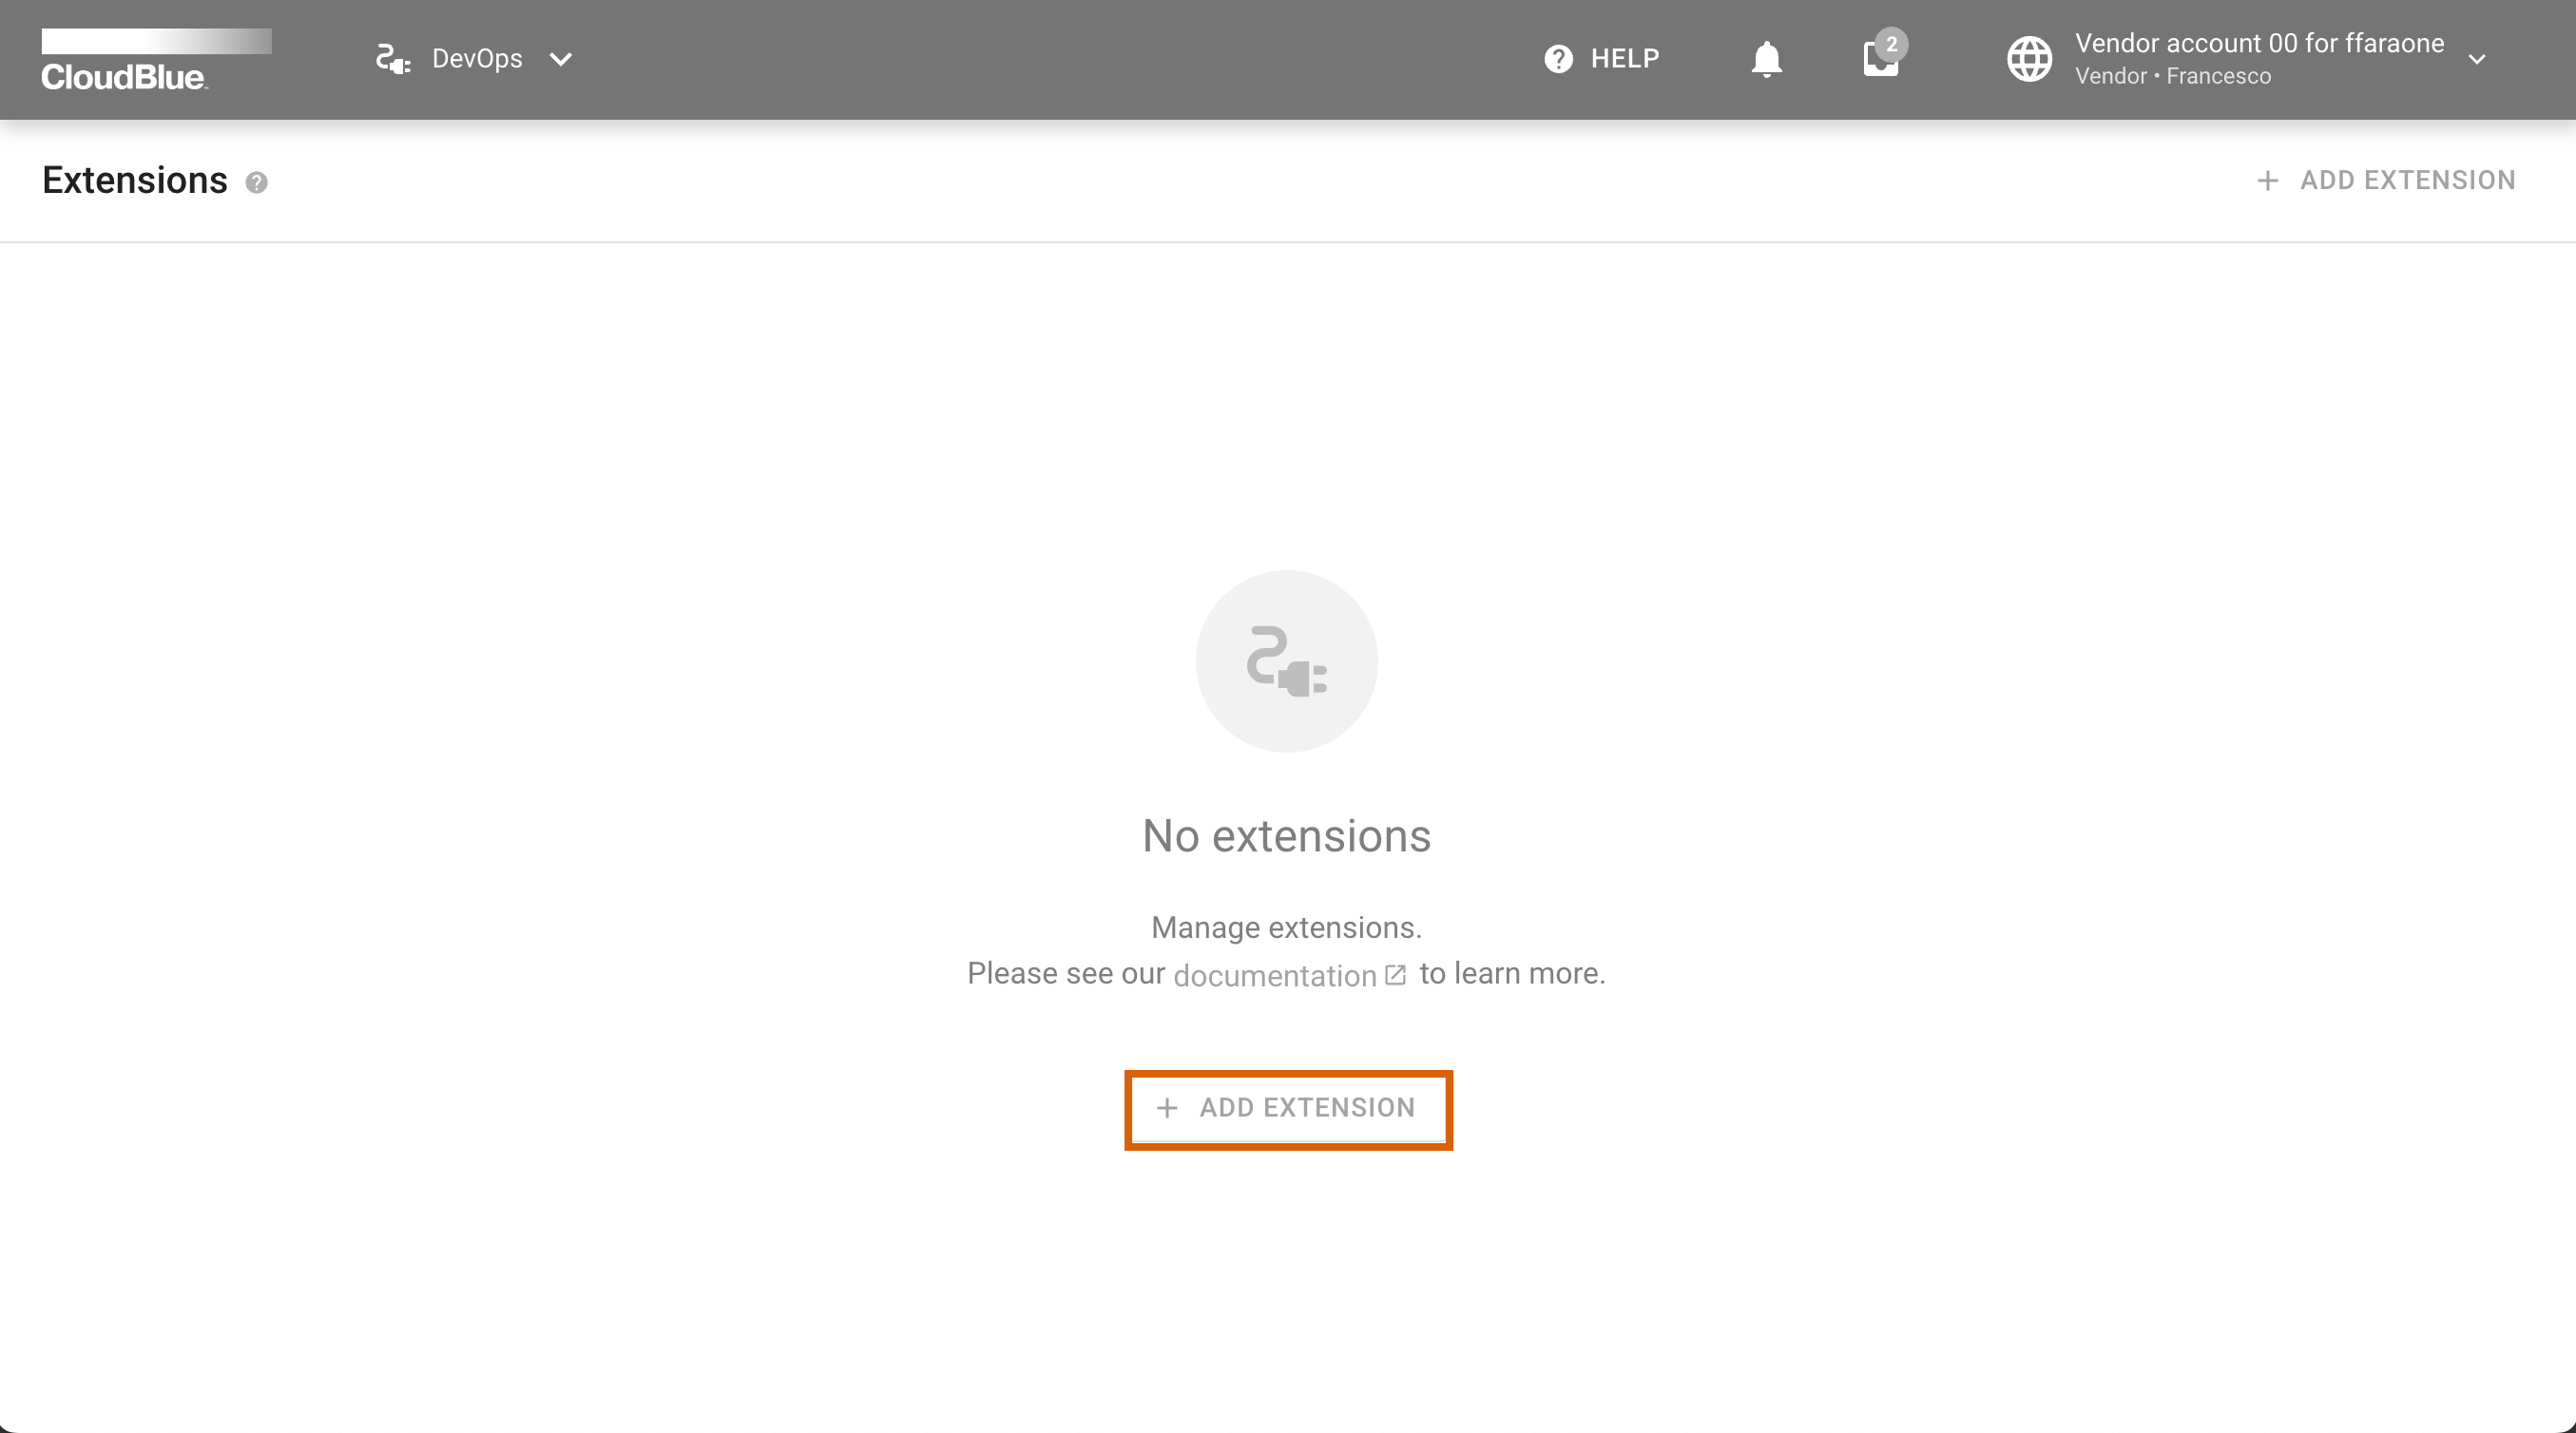 CloudBlue
DevOps
HELP
2
Vendor account 00 for ffaraone
Vendor • Francesco
Extensions
ADD EXTENSION
No extensions
Manage extensions.
Please see our documentation to learn more.
ADD EXTENSION